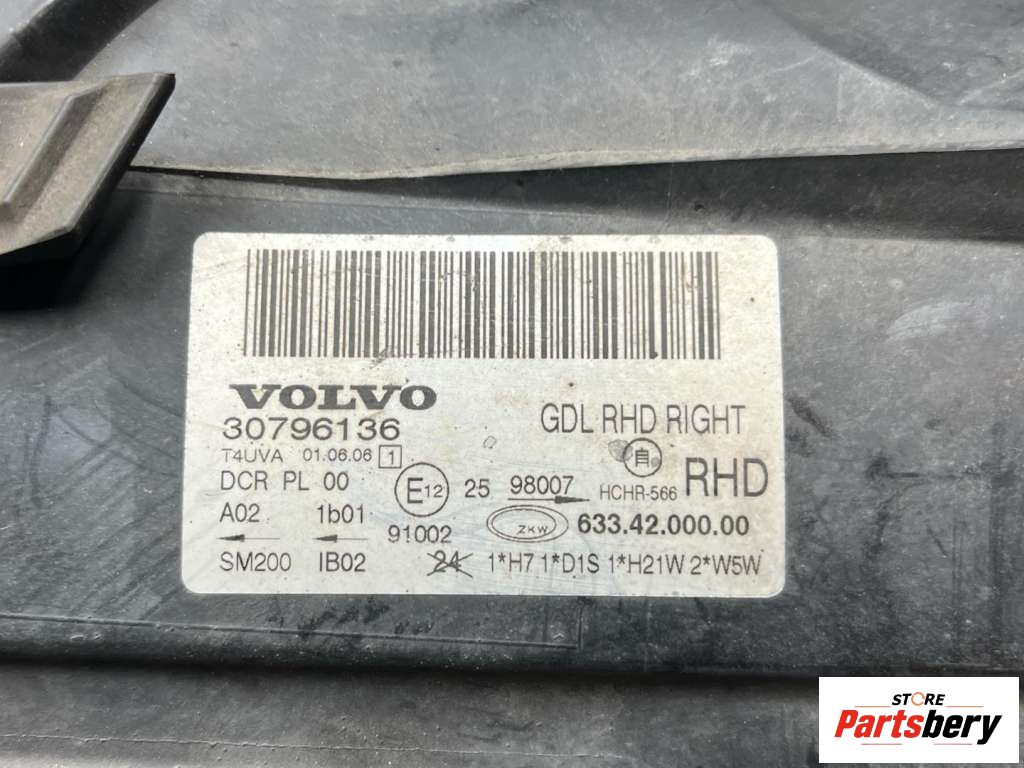 VOLVO
30796136
GDL RHD RIGHT
T4UVA 01.06.06 1
自
DCR PL 00
E12 25 98007
HCHR-566 RHD
A02 1b01 91002
ZKW 633.42.000.00
SM200 IB02 24 1*H7 1*D1S 1*H21W 2*W5W
STORE
Partsbery